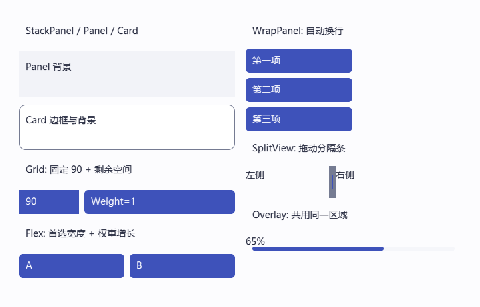 StackPanel / Panel / Card
Panel 背景
Card 边框与背景
Grid: 固定 90 + 剩余空间
90
Weight=1
Flex: 首选宽度 + 权重增长
A
B
WrapPanel: 自动换行
第一项
第二项
第三项
SplitView: 拖动分隔条
左侧
右侧
Overlay: 共用同一区域
65%